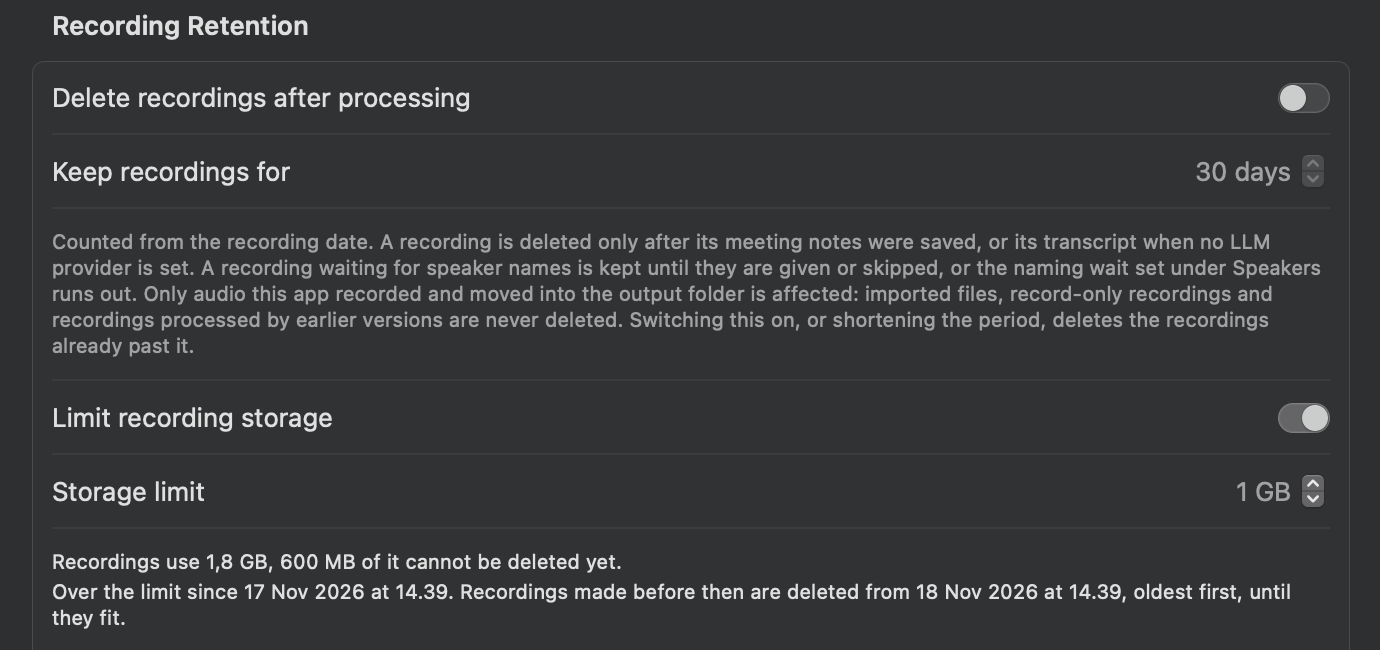 Recording Retention
Delete recordings after processing
Keep recordings for
30 days
Counted from the recording date. A recording is deleted only after its meeting notes were saved, or its transcript when no LLM
provider is set. A recording waiting for speaker names is kept until they are given or skipped, or the naming wait set under Speakers
runs out. Only audio this app recorded and moved into the output folder is affected: imported files, record-only recordings and
recordings processed by earlier versions are never deleted. Switching this on, or shortening the period, deletes the recordings
already past it.
Limit recording storage
Storage limit
1 GB
Recordings use 1,8 GB, 600 MB of it cannot be deleted yet.
Over the limit since 17 Nov 2026 at 14.39. Recordings made before then are deleted from 18 Nov 2026 at 14.39, oldest first, until
they fit.